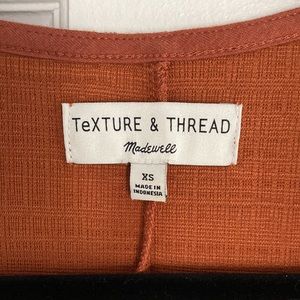 TeXTURE & THREAD
Madewell
XS
MADE IN
INDONESIA